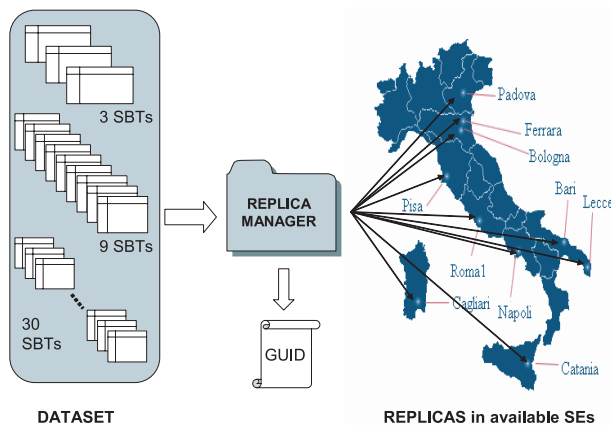 3 SBTs
9 SBTs
30
SBTs
DATASET
REPLICA
MANAGER
GUID
Padova
Ferrara
Bologna
Pisa
Bari
Lecce
Roma1
Napoli
Cagliari
Catania
REPLICAS in available SEs